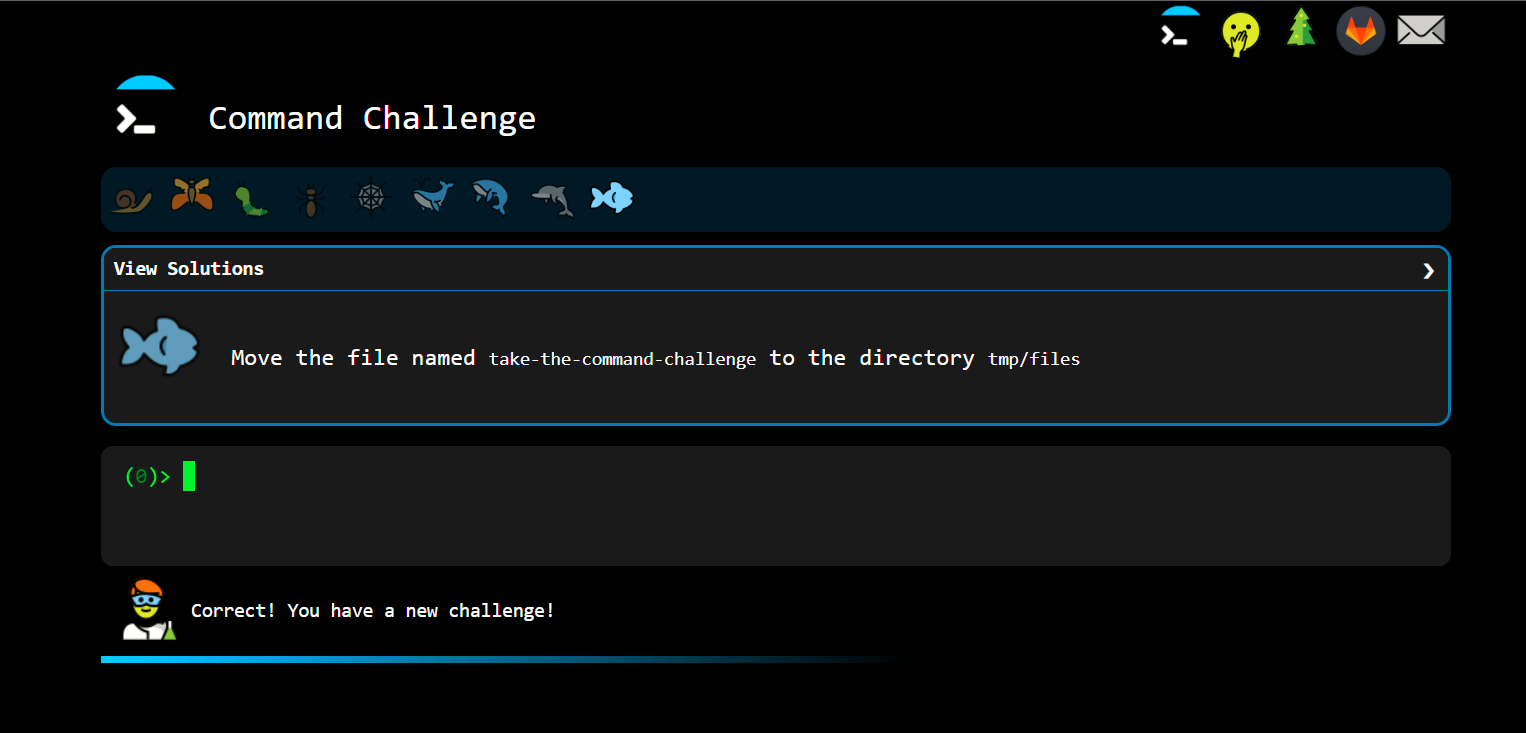 Command Challenge
View Solutions
Move the file named take-the-command-challenge to the directory tmp/files
(0)>
Correct! You have a new challenge!